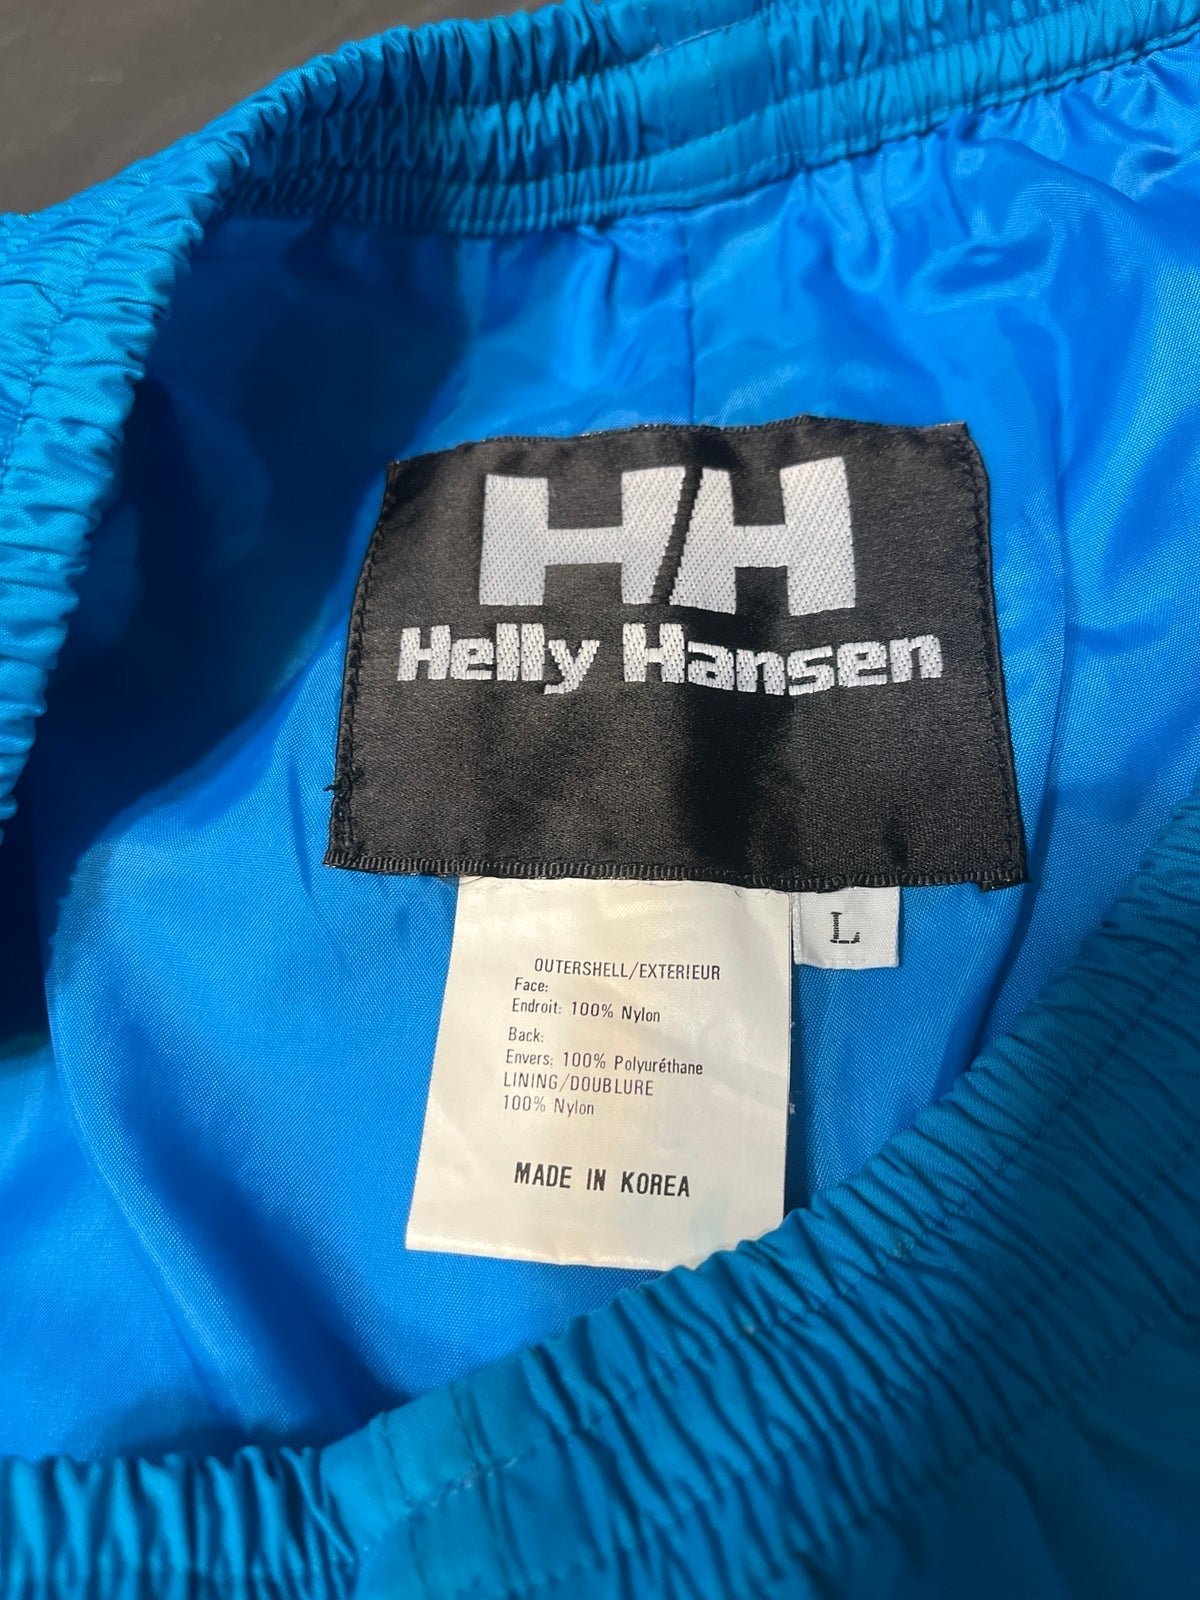 HH
Helly Hansen
L
OUTERSHELL/EXTERIEUR
Face:
Endroit: 100% Nylon
Back:
Envers: 100% Polyuréthane
LINING/DOUBLURE
100% Nylon
MADE IN KOREA